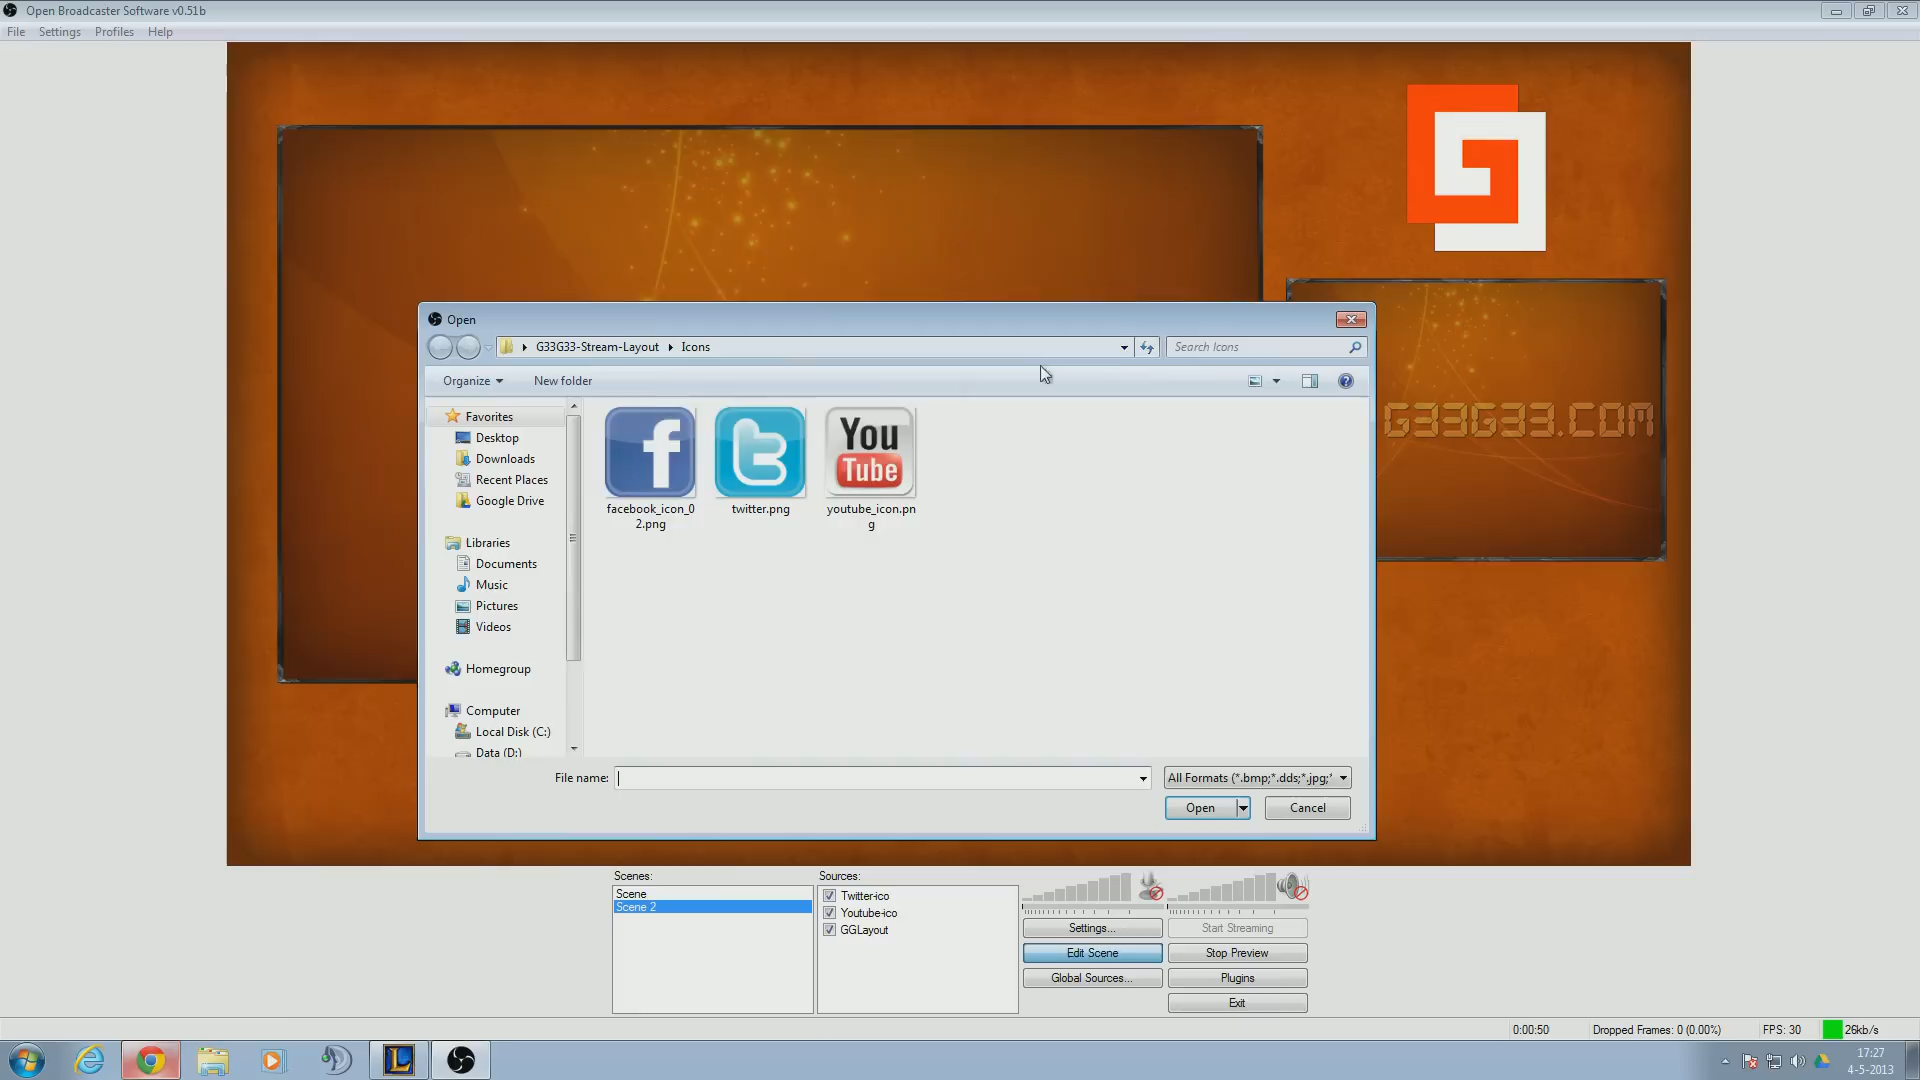 Open Broadcaster Software v0.51b
File Settings Profiles Help
Open
G33G33-Stream-Layout Icons
Search Icons
Organize New folder
Favorites
Desktop
Downloads
Recent Places
Google Drive
Libraries
Documents
Music
Pictures
Videos
Homegroup
Computer
Local Disk (C:)
Data (D:)
f
facebook_icon_0
2.png
twitter.png
You
Tube
youtube_icon.pn
g
G33G33.COM
File name:
All Formats (*.bmp;*.dds;*.jpg;*
Open
Cancel
Scenes:
Scene
Scene 2
Sources:
Twitter-ico
Youtube-ico
GGLayout
Settings...
Start Streaming
Edit Scene
Stop Preview
Global Sources...
Plugins
Exit
0:00:50
Dropped Frames: 0 (0.00%)
FPS: 30
26kb/s
17:27
4-5-2013